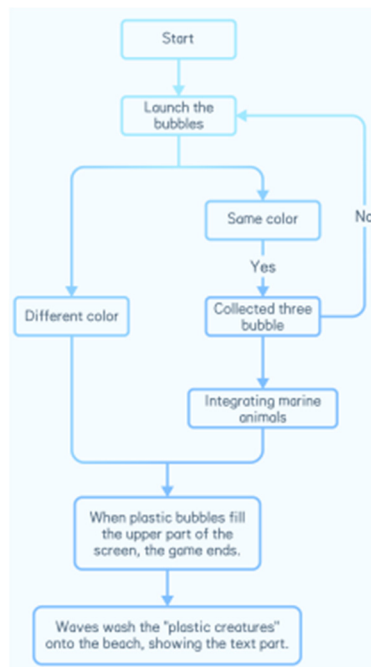 Start
Launch the
bubbles
Same color
No
Yes
Different color
Collected three
bubble
Integrating marine
animals
When plastic bubbles fill
the upper part of the
screen, the game ends.
Waves wash the "plastic creatures"
onto the beach, showing the text part.